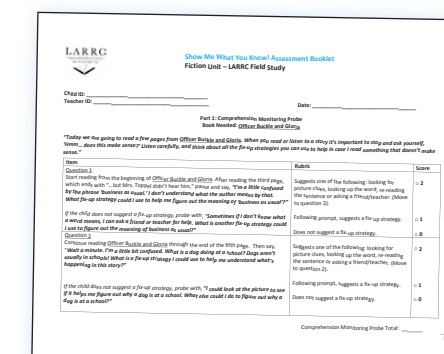 LARRC
Show Me What You Know! Assessment Booklet
Fiction Unit – LARRC Field Study
Child ID:
Teacher ID:
Date:
Part 1: Comprehension Monitoring Probe
Book Needed: Officer Buckle and Gloria
"Today we are going to read a few pages from Officer Buckle and Gloria. When you read or listen to a story it's important to stop and ask yourself,
'Hmm… does this make sense?' Listen carefully, and think about all the fix-up strategies you can use to help in case I read something that doesn't make
sense."
Item Rubric Score
Question 1
Start reading from the beginning of Officer Buckle and Gloria. After reading the third page,
which ends with "…but Mrs. Toppel didn't hear him," pause and say, "I'm a little confused
by the phrase 'business as usual.' I don't understand what the author means by that.
What fix-up strategy could I use to help me figure out the meaning of "business as usual"?"
Suggests one of the following: looking for
picture clues, looking up the word, re-reading
the sentence or asking a friend/teacher. (Move
to question 2).
○ 2
If the child does not suggest a fix-up strategy, probe with, "Sometimes if I don't know what
a word means, I can ask a friend or teacher for help. What is another fix-up strategy could
I use to figure out the meaning of business as usual?"
Following prompt, suggests a fix-up strategy.
○ 1
Does not suggest a fix-up strategy.
○ 0
Question 2
Continue reading Officer Buckle and Gloria through the end of the fifth page. Then, say,
"Wait a minute. I'm a bit confused. What is a dog doing at a school? Dogs aren't
usually in schools! What is a fix-up strategy I could use to help me understand what's
happening in this story?"
Suggests one of the following: looking for
picture clues, looking up the word, re-reading
the sentence or asking a friend/teacher. (Move
to question 2).
○ 2
If the child does not suggest a fix-up strategy, probe with, "I could look at the picture to see
if it helps me figure out why a dog is at a school. What else could I do to figure out why a
dog is at a school?"
Following prompt, suggests a fix-up strategy.
○ 1
Does not suggest a fix-up strategy.
○ 0
Comprehension Monitoring Probe Total: